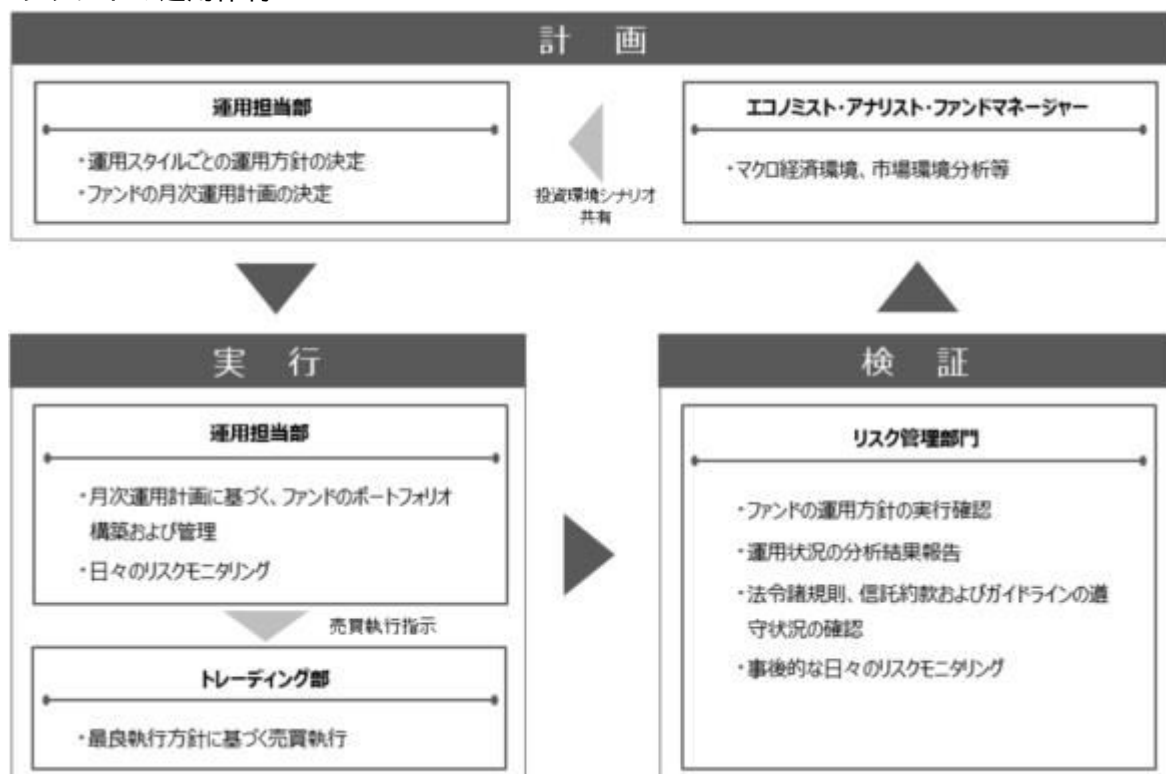 計 画
運用担当部
・運用スタイルごとの運用方針の決定
・ファンドの月次運用計画の決定
投資環境シナリオ
共有
エコノミスト・アナリスト・ファンドマネージャー
・マクロ経済環境、市場環境分析等
実 行
運用担当部
・月次運用計画に基づく、ファンドのポートフォリオ
構築および管理
・日々のリスクモニタリング
売買執行指示
トレーディング部
・最良執行方針に基づく売買執行
検 証
リスク管理部門
・ファンドの運用方針の実行確認
・運用状況の分析結果報告
・法令諸規則、信託約款およびガイドラインの遵
守状況の確認
・事後的な日々のリスクモニタリング